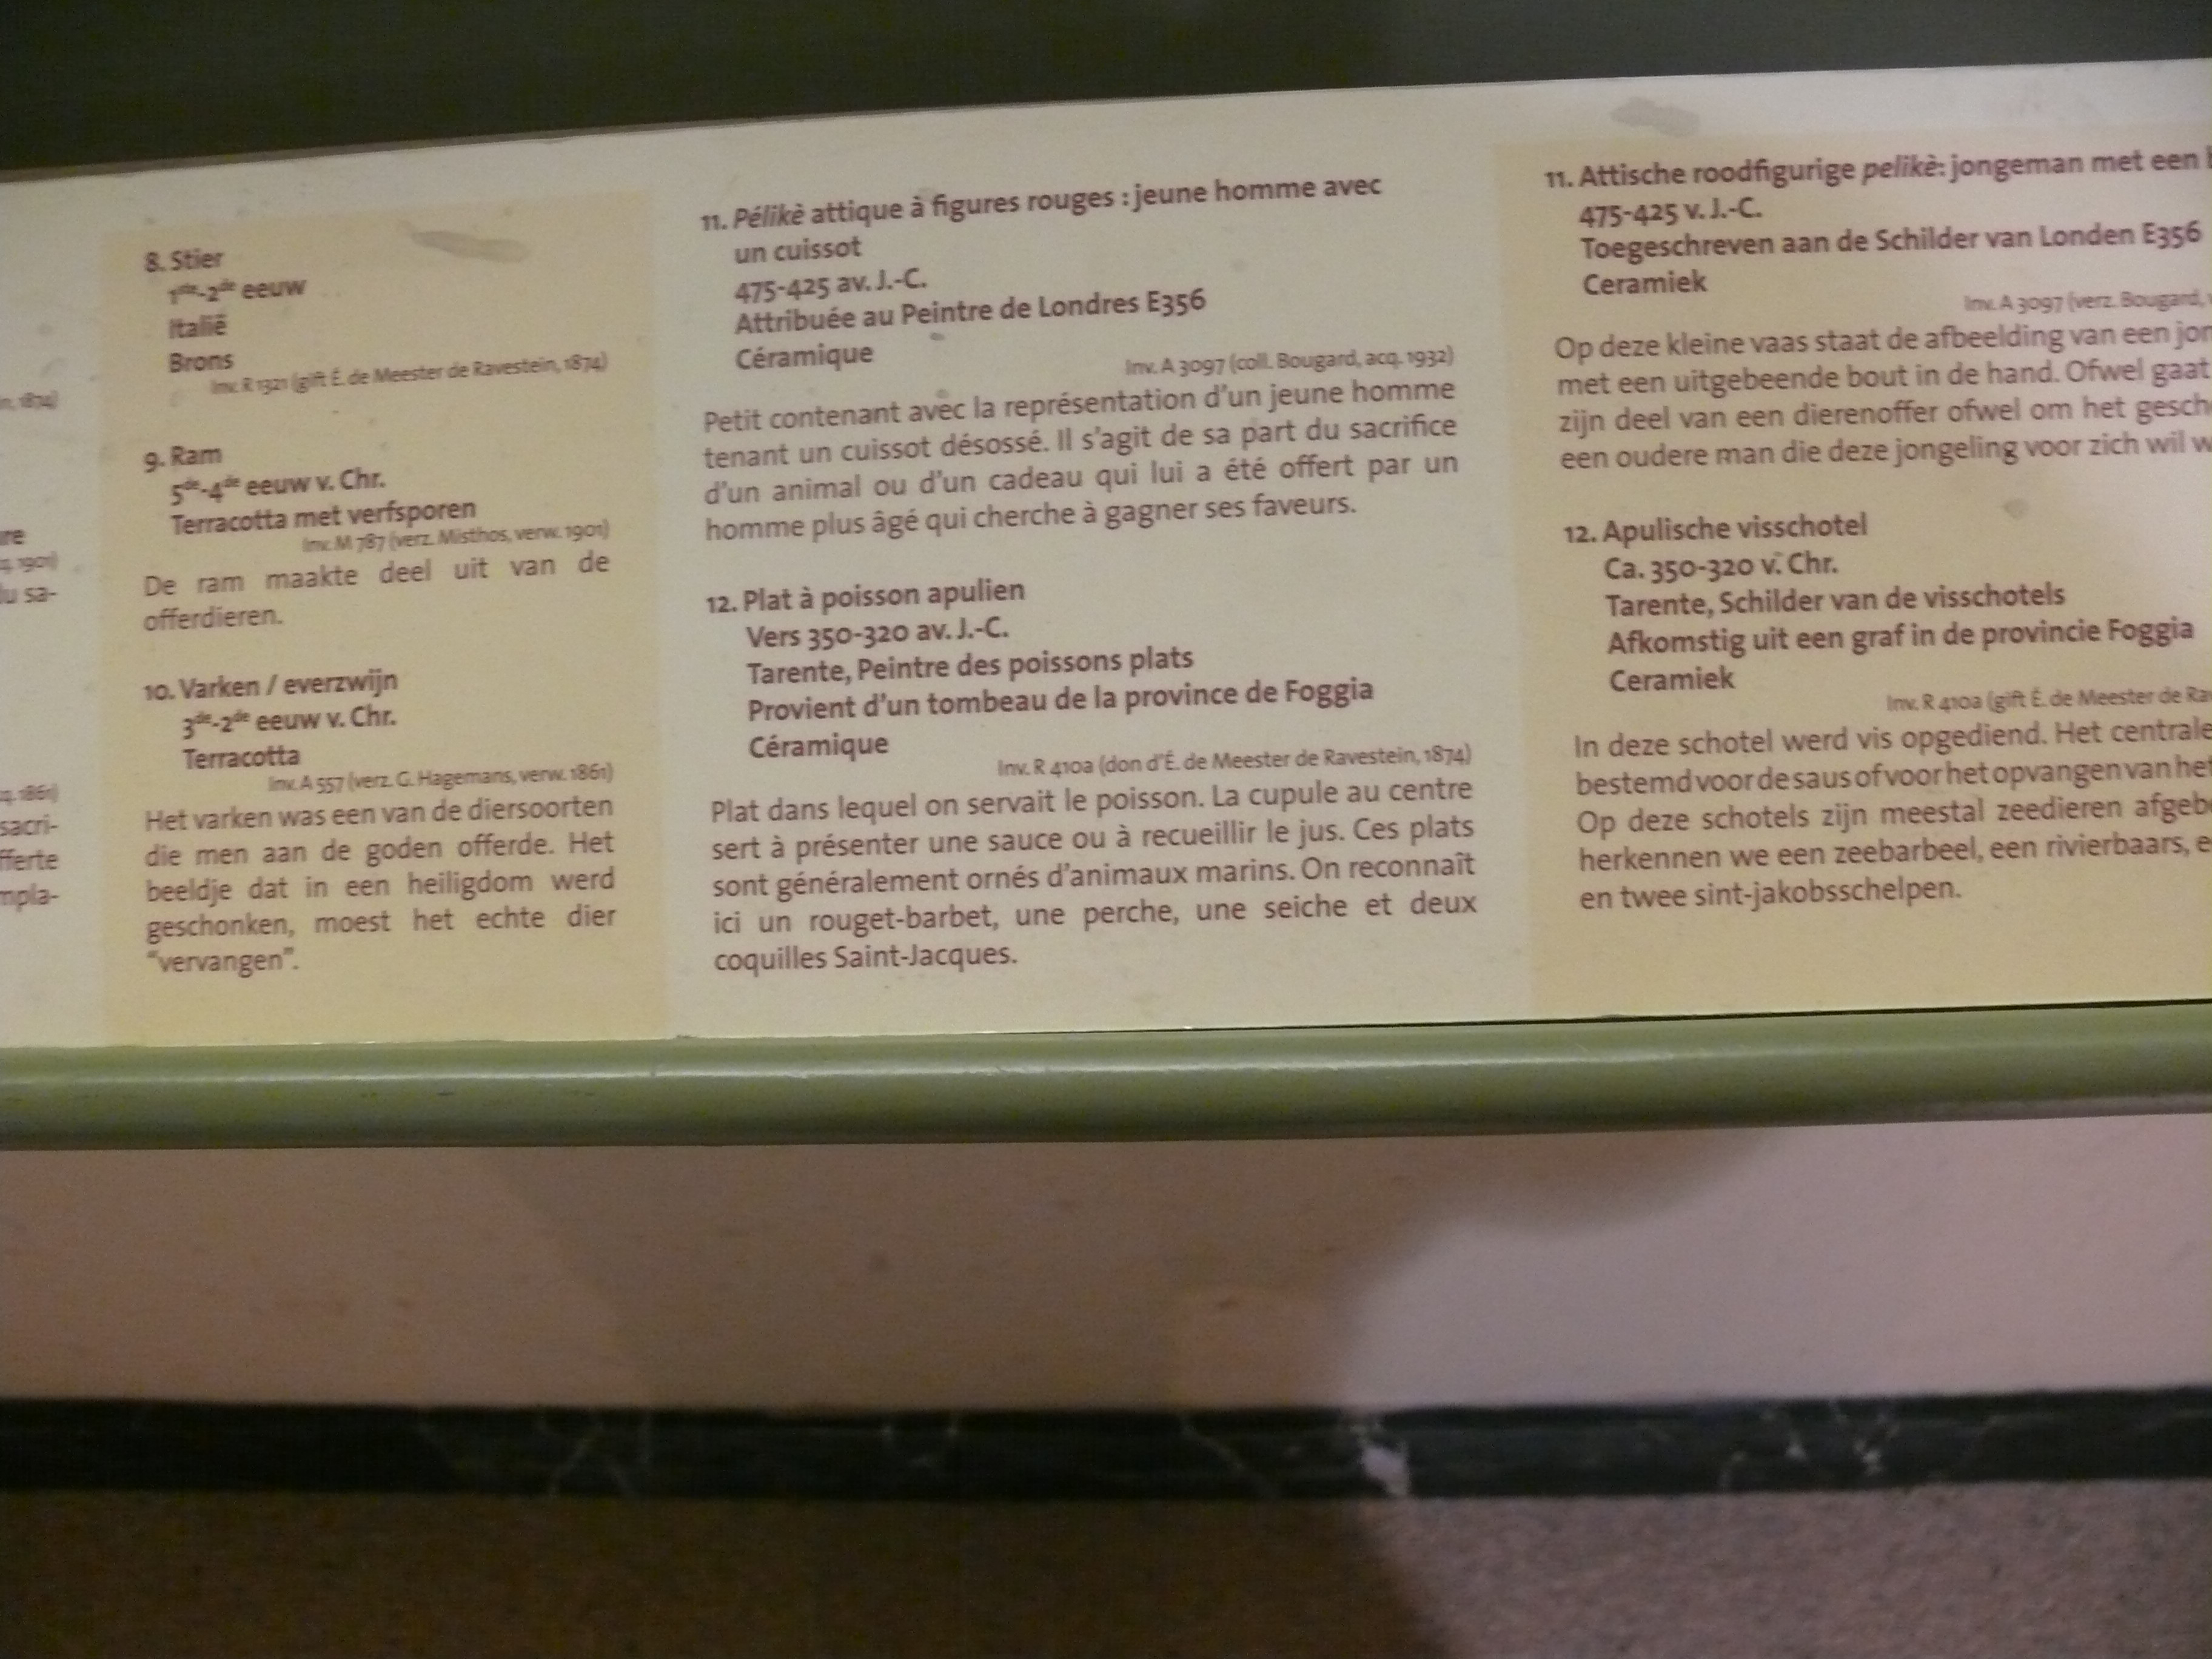 n, 1874)
re
q. 1901)
du sa-
q. 1861)
sacri-
fferte
mpla-
8. Stier
1ste-2de eeuw
Italië
Brons
Inv. R 1321 (gift É. de Meester de Ravestein, 1874)
9. Ram
5de-4de eeuw v. Chr.
Terracotta met verfsporen
Inv. M 787 (verz. Misthos, verw. 1901)
De ram maakte deel uit van de
offerdieren.
10. Varken / everzwijn
3de-2de eeuw v. Chr.
Terracotta
Inv. A 557 (verz. G. Hagemans, verw. 1861)
Het varken was een van de diersoorten
die men aan de goden offerde. Het
beeldje dat in een heiligdom werd
geschonken, moest het echte dier
“vervangen”.
11. Pélikè attique à figures rouges : jeune homme avec
un cuissot
475-425 av. J.-C.
Attribuée au Peintre de Londres E356
Céramique
Inv. A 3097 (coll. Bougard, acq. 1932)
Petit contenant avec la représentation d’un jeune homme
tenant un cuissot désossé. Il s’agit de sa part du sacrifice
d’un animal ou d’un cadeau qui lui a été offert par un
homme plus âgé qui cherche à gagner ses faveurs.
12. Plat à poisson apulien
Vers 350-320 av. J.-C.
Tarente, Peintre des poissons plats
Provient d’un tombeau de la province de Foggia
Céramique
Inv. R 410a (don d’É. de Meester de Ravestein, 1874)
Plat dans lequel on servait le poisson. La cupule au centre
sert à présenter une sauce ou à recueillir le jus. Ces plats
sont généralement ornés d’animaux marins. On reconnaît
ici un rouget-barbet, une perche, une seiche et deux
coquilles Saint-Jacques.
11. Attische roodfigurige pelikè: jongeman met een
475-425 v. J.-C.
Toegeschreven aan de Schilder van Londen E356
Ceramiek
Inv. A 3097 (verz. Bougard,
Op deze kleine vaas staat de afbeelding van een jon
met een uitgebeende bout in de hand. Ofwel gaat
zijn deel van een dierenoffer ofwel om het gesch
een oudere man die deze jongeling voor zich wil w
12. Apulische visschotel
Ca. 350-320 v. Chr.
Tarente, Schilder van de visschotels
Afkomstig uit een graf in de provincie Foggia
Ceramiek
Inv. R 410a (gift É. de Meester de Ra
In deze schotel werd vis opgediend. Het centrale
bestemd voor de saus of voor het opvangen van het
Op deze schotels zijn meestal zeedieren afgeb
herkennen we een zeebarbeel, een rivierbaars, e
en twee sint-jakobsschelpen.